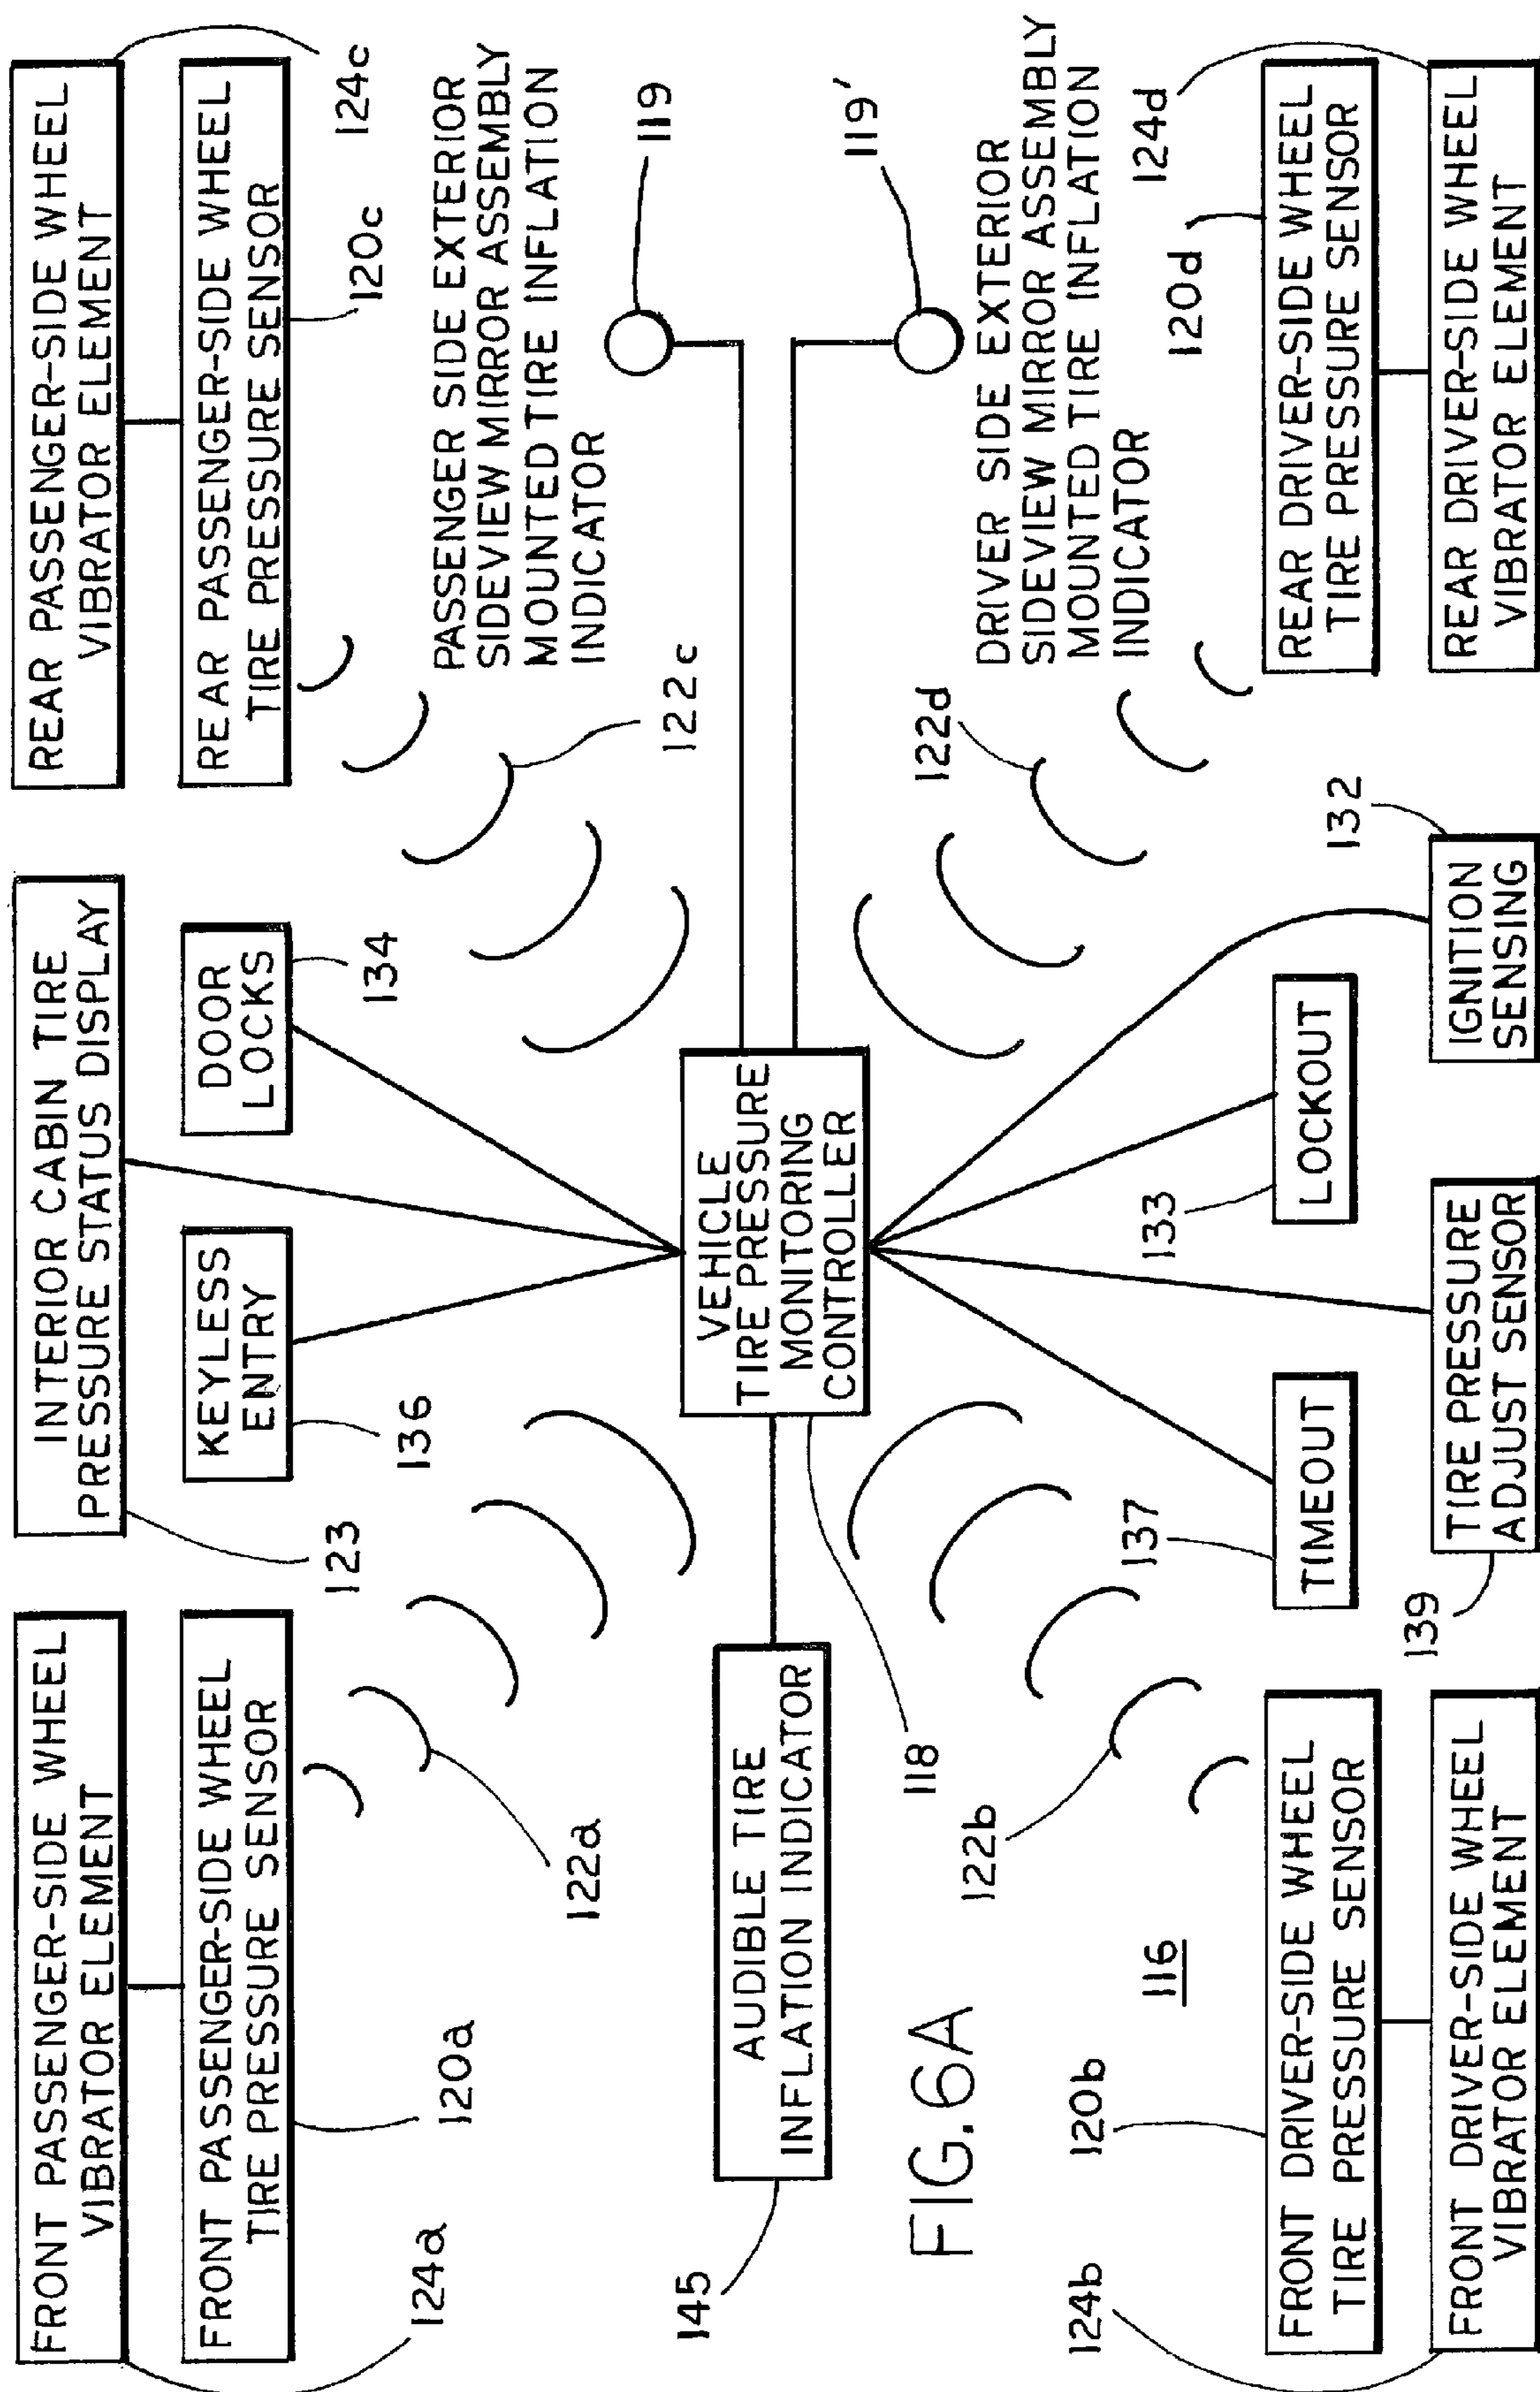 FRONT PASSENGER-SIDE WHEEL
VIBRATOR ELEMENT
124a
FRONT PASSENGER-SIDE WHEEL
TIRE PRESSURE SENSOR
120a
122a
INTERIOR CABIN TIRE
PRESSURE STATUS DISPLAY
123
KEYLESS
ENTRY
136
DOOR
LOCKS
134
REAR PASSENGER-SIDE WHEEL
VIBRATOR ELEMENT
124c
REAR PASSENGER-SIDE WHEEL
TIRE PRESSURE SENSOR
120c
122c
PASSENGER SIDE EXTERIOR
SIDEVIEW MIRROR ASSEMBLY
MOUNTED TIRE INFLATION
INDICATOR
119
145
AUDIBLE TIRE
INFLATION INDICATOR
VEHICLE
TIRE PRESSURE
MONITORING
CONTROLLER
118
119'
DRIVER SIDE EXTERIOR
SIDEVIEW MIRROR ASSEMBLY
MOUNTED TIRE INFLATION
INDICATOR
FIG. 6A
116
122b
122d
124b
120b
FRONT DRIVER-SIDE WHEEL
TIRE PRESSURE SENSOR
FRONT DRIVER-SIDE WHEEL
VIBRATOR ELEMENT
137
TIMEOUT
139
TIRE PRESSURE
ADJUST SENSOR
133
LOCKOUT
132
IGNITION
SENSING
120d
124d
REAR DRIVER-SIDE WHEEL
TIRE PRESSURE SENSOR
REAR DRIVER-SIDE WHEEL
VIBRATOR ELEMENT